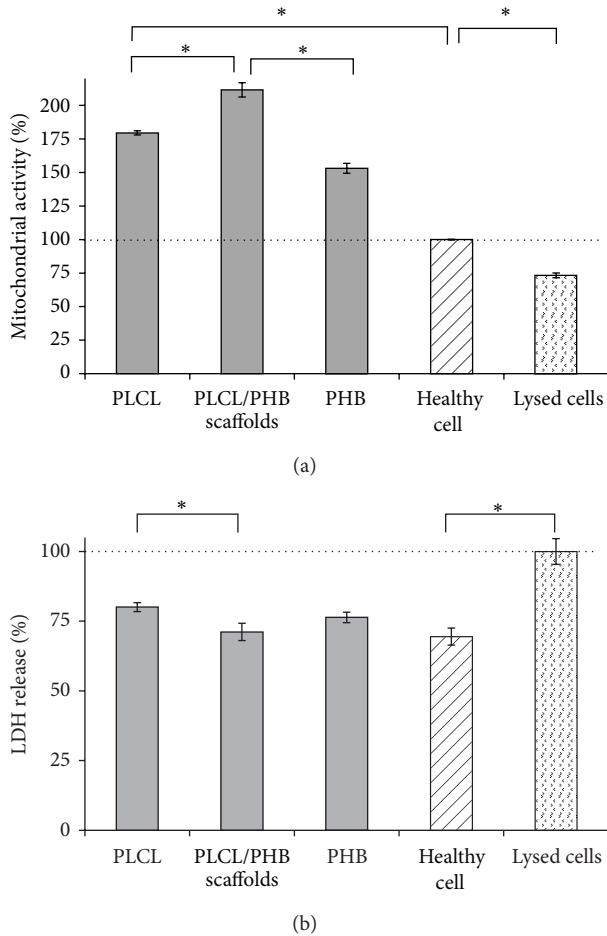 *
*
*
*
200
175
150
100
75
50
25
0
Mitochondrial activity (%)
PLCL
PLCL/PHB
scaffolds
PHB
Healthy
cell
Lysed cells
(a)
*
*
100
75
50
25
0
LDH release (%)
PLCL
PLCL/PHB
scaffolds
PHB
Healthy
cell
Lysed cells
(b)